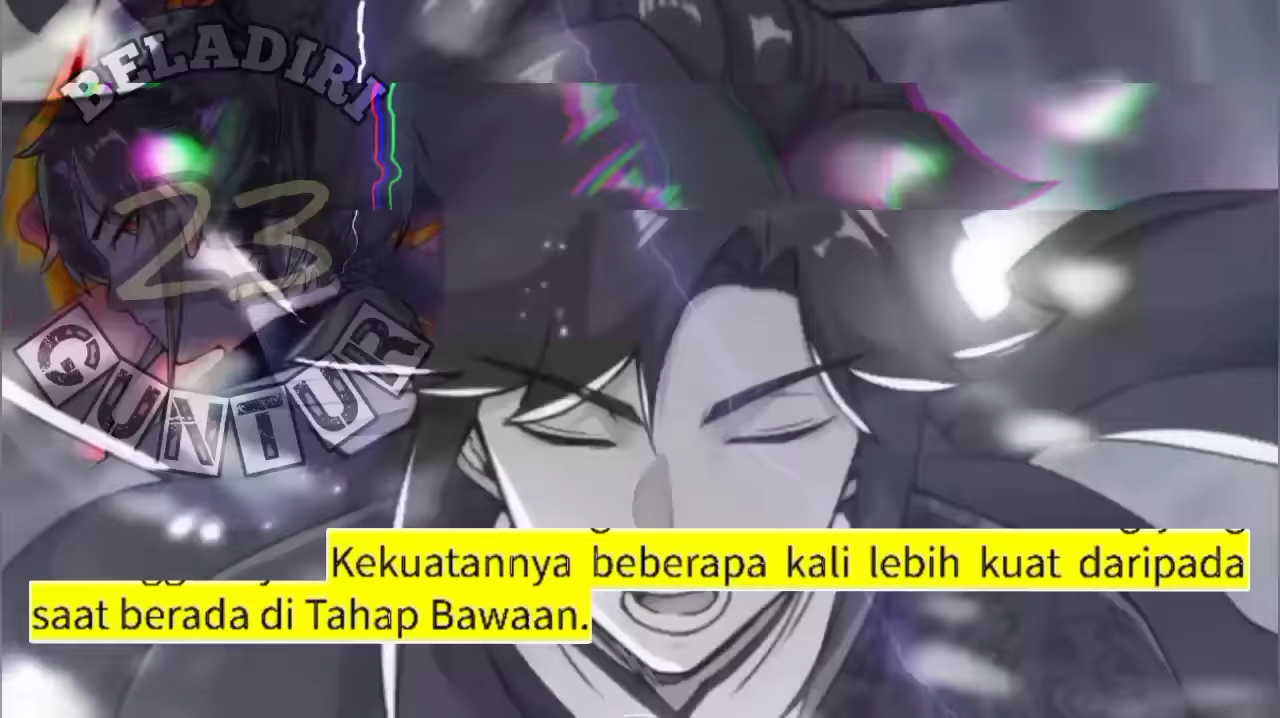 BELADIRI
23
GUNTUR
Kekuatannya beberapa kali lebih kuat daripada
saat berada di Tahap Bawaan.